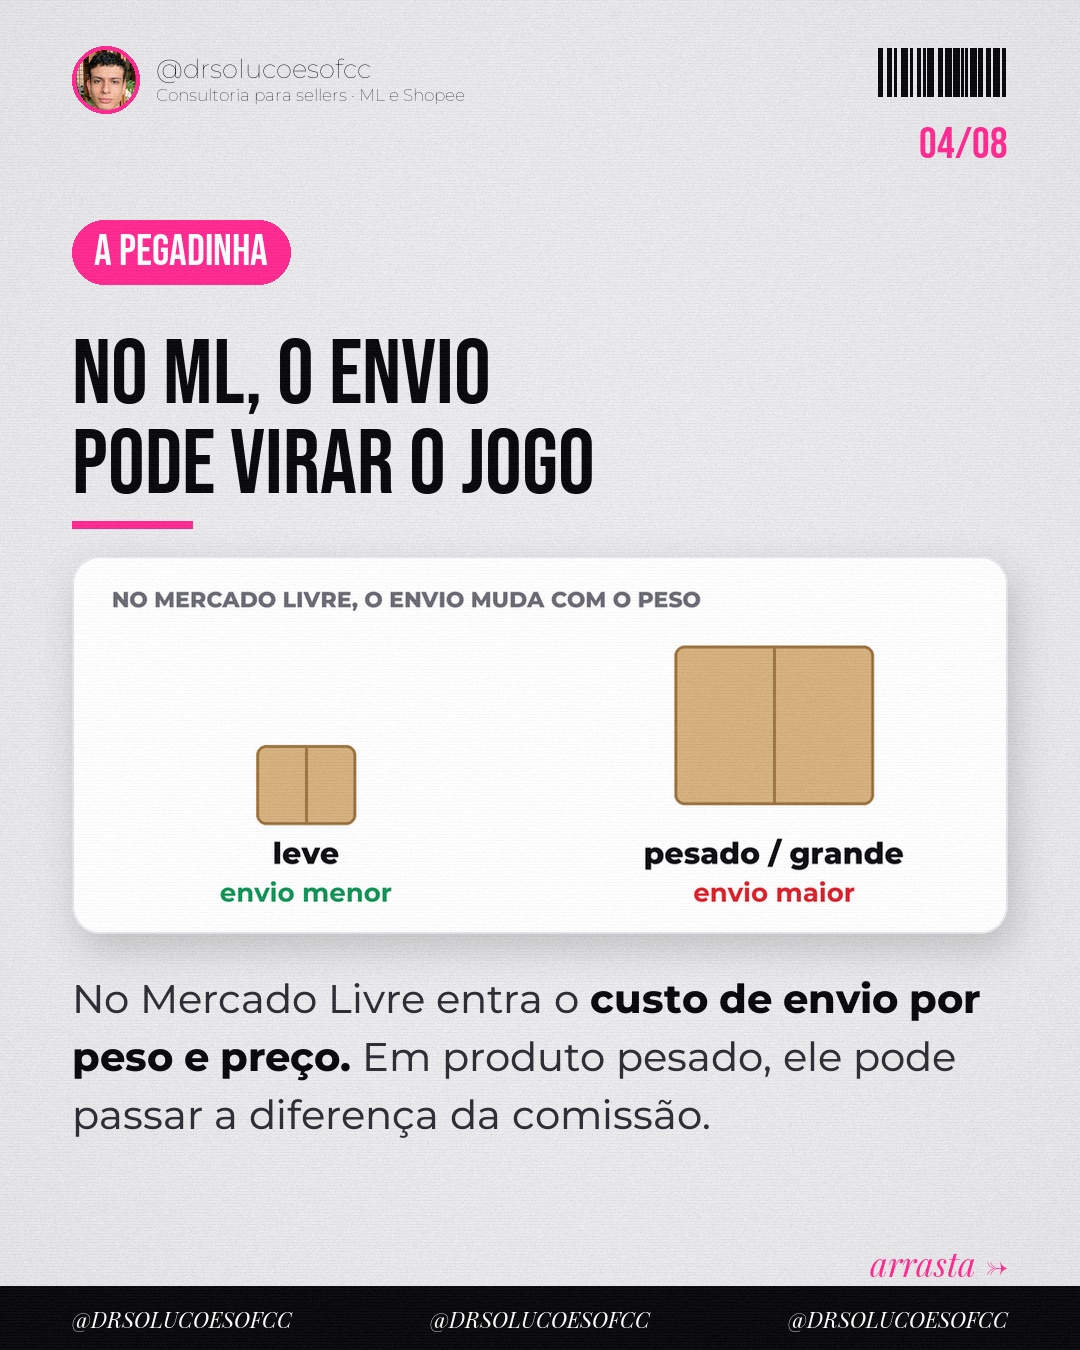 @drsolucoesofcc
Consultoria para sellers · ML e Shopee
04/08
A PEGADINHA
NO ML, O ENVIO
PODE VIRAR O JOGO
NO MERCADO LIVRE, O ENVIO MUDA COM O PESO
leve
envio menor
pesado / grande
envio maior
No Mercado Livre entra o custo de envio por
peso e preço. Em produto pesado, ele pode
passar a diferença da comissão.
arrasta
@DRSOLUCOESOFCC @DRSOLUCOESOFCC @DRSOLUCOESOFCC